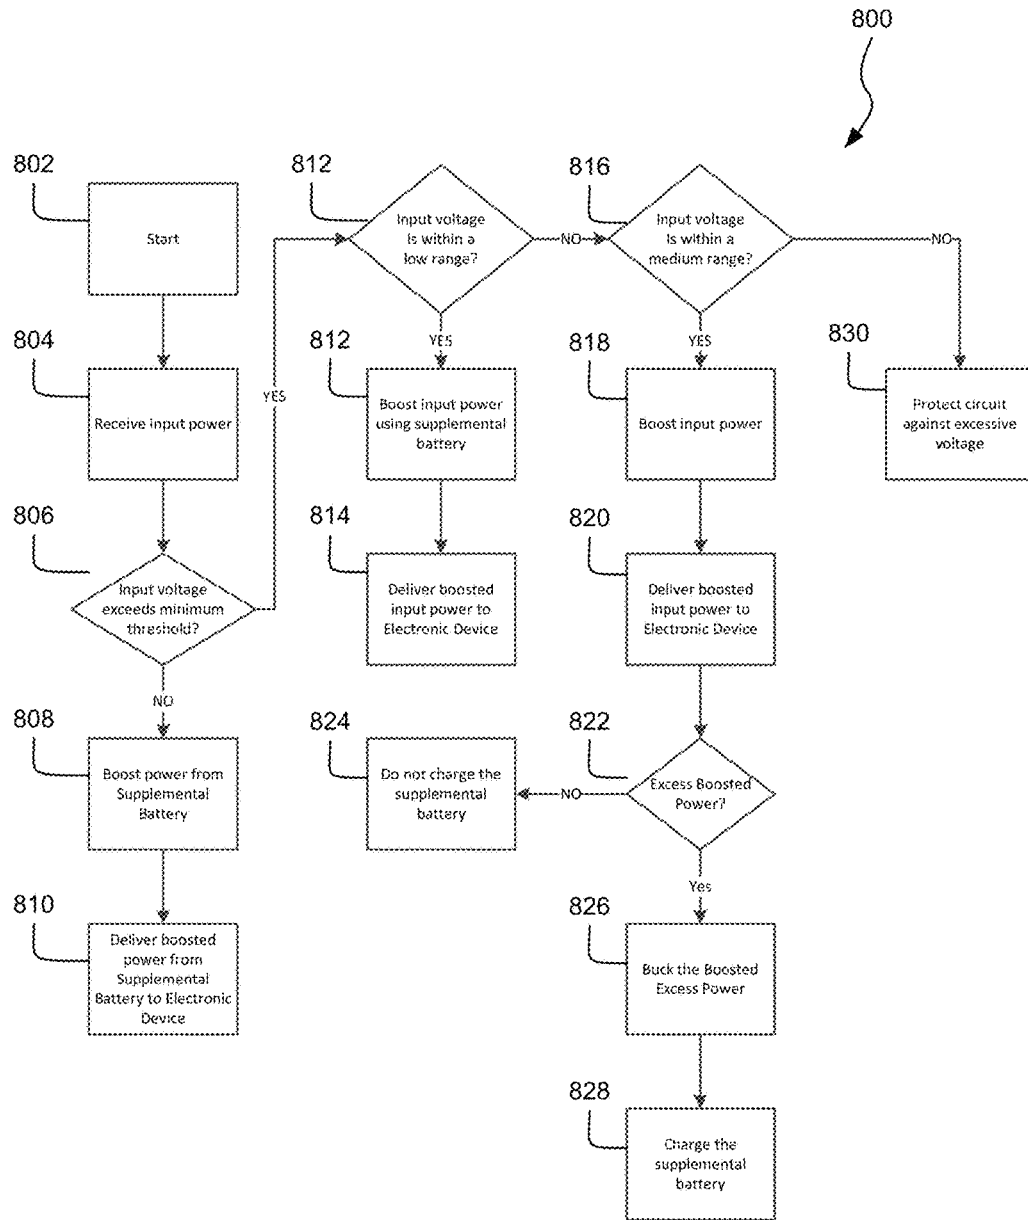 800
802
Start
804
Receive input power
806
Input voltage
exceeds minimum
threshold?
YES
NO
808
Boost power from
Supplemental
Battery
810
Deliver boosted
power from
Supplemental
Battery to Electronic
Device
812
Input voltage
Is within a
low range?
NO
YES
812
Boost input power
using supplemental
battery
814
Deliver boosted
input power to
Electronic Device
816
Input voltage
Is within a
medium range?
NO
YES
818
Boost input power
820
Deliver boosted
input power to
Electronic Device
822
Excess Boosted
Power?
NO
824
Do not charge the
supplemental
battery
Yes
826
Buck the Boosted
Excess Power
828
Charge the
supplemental
battery
830
Protect circuit
against excessive
voltage